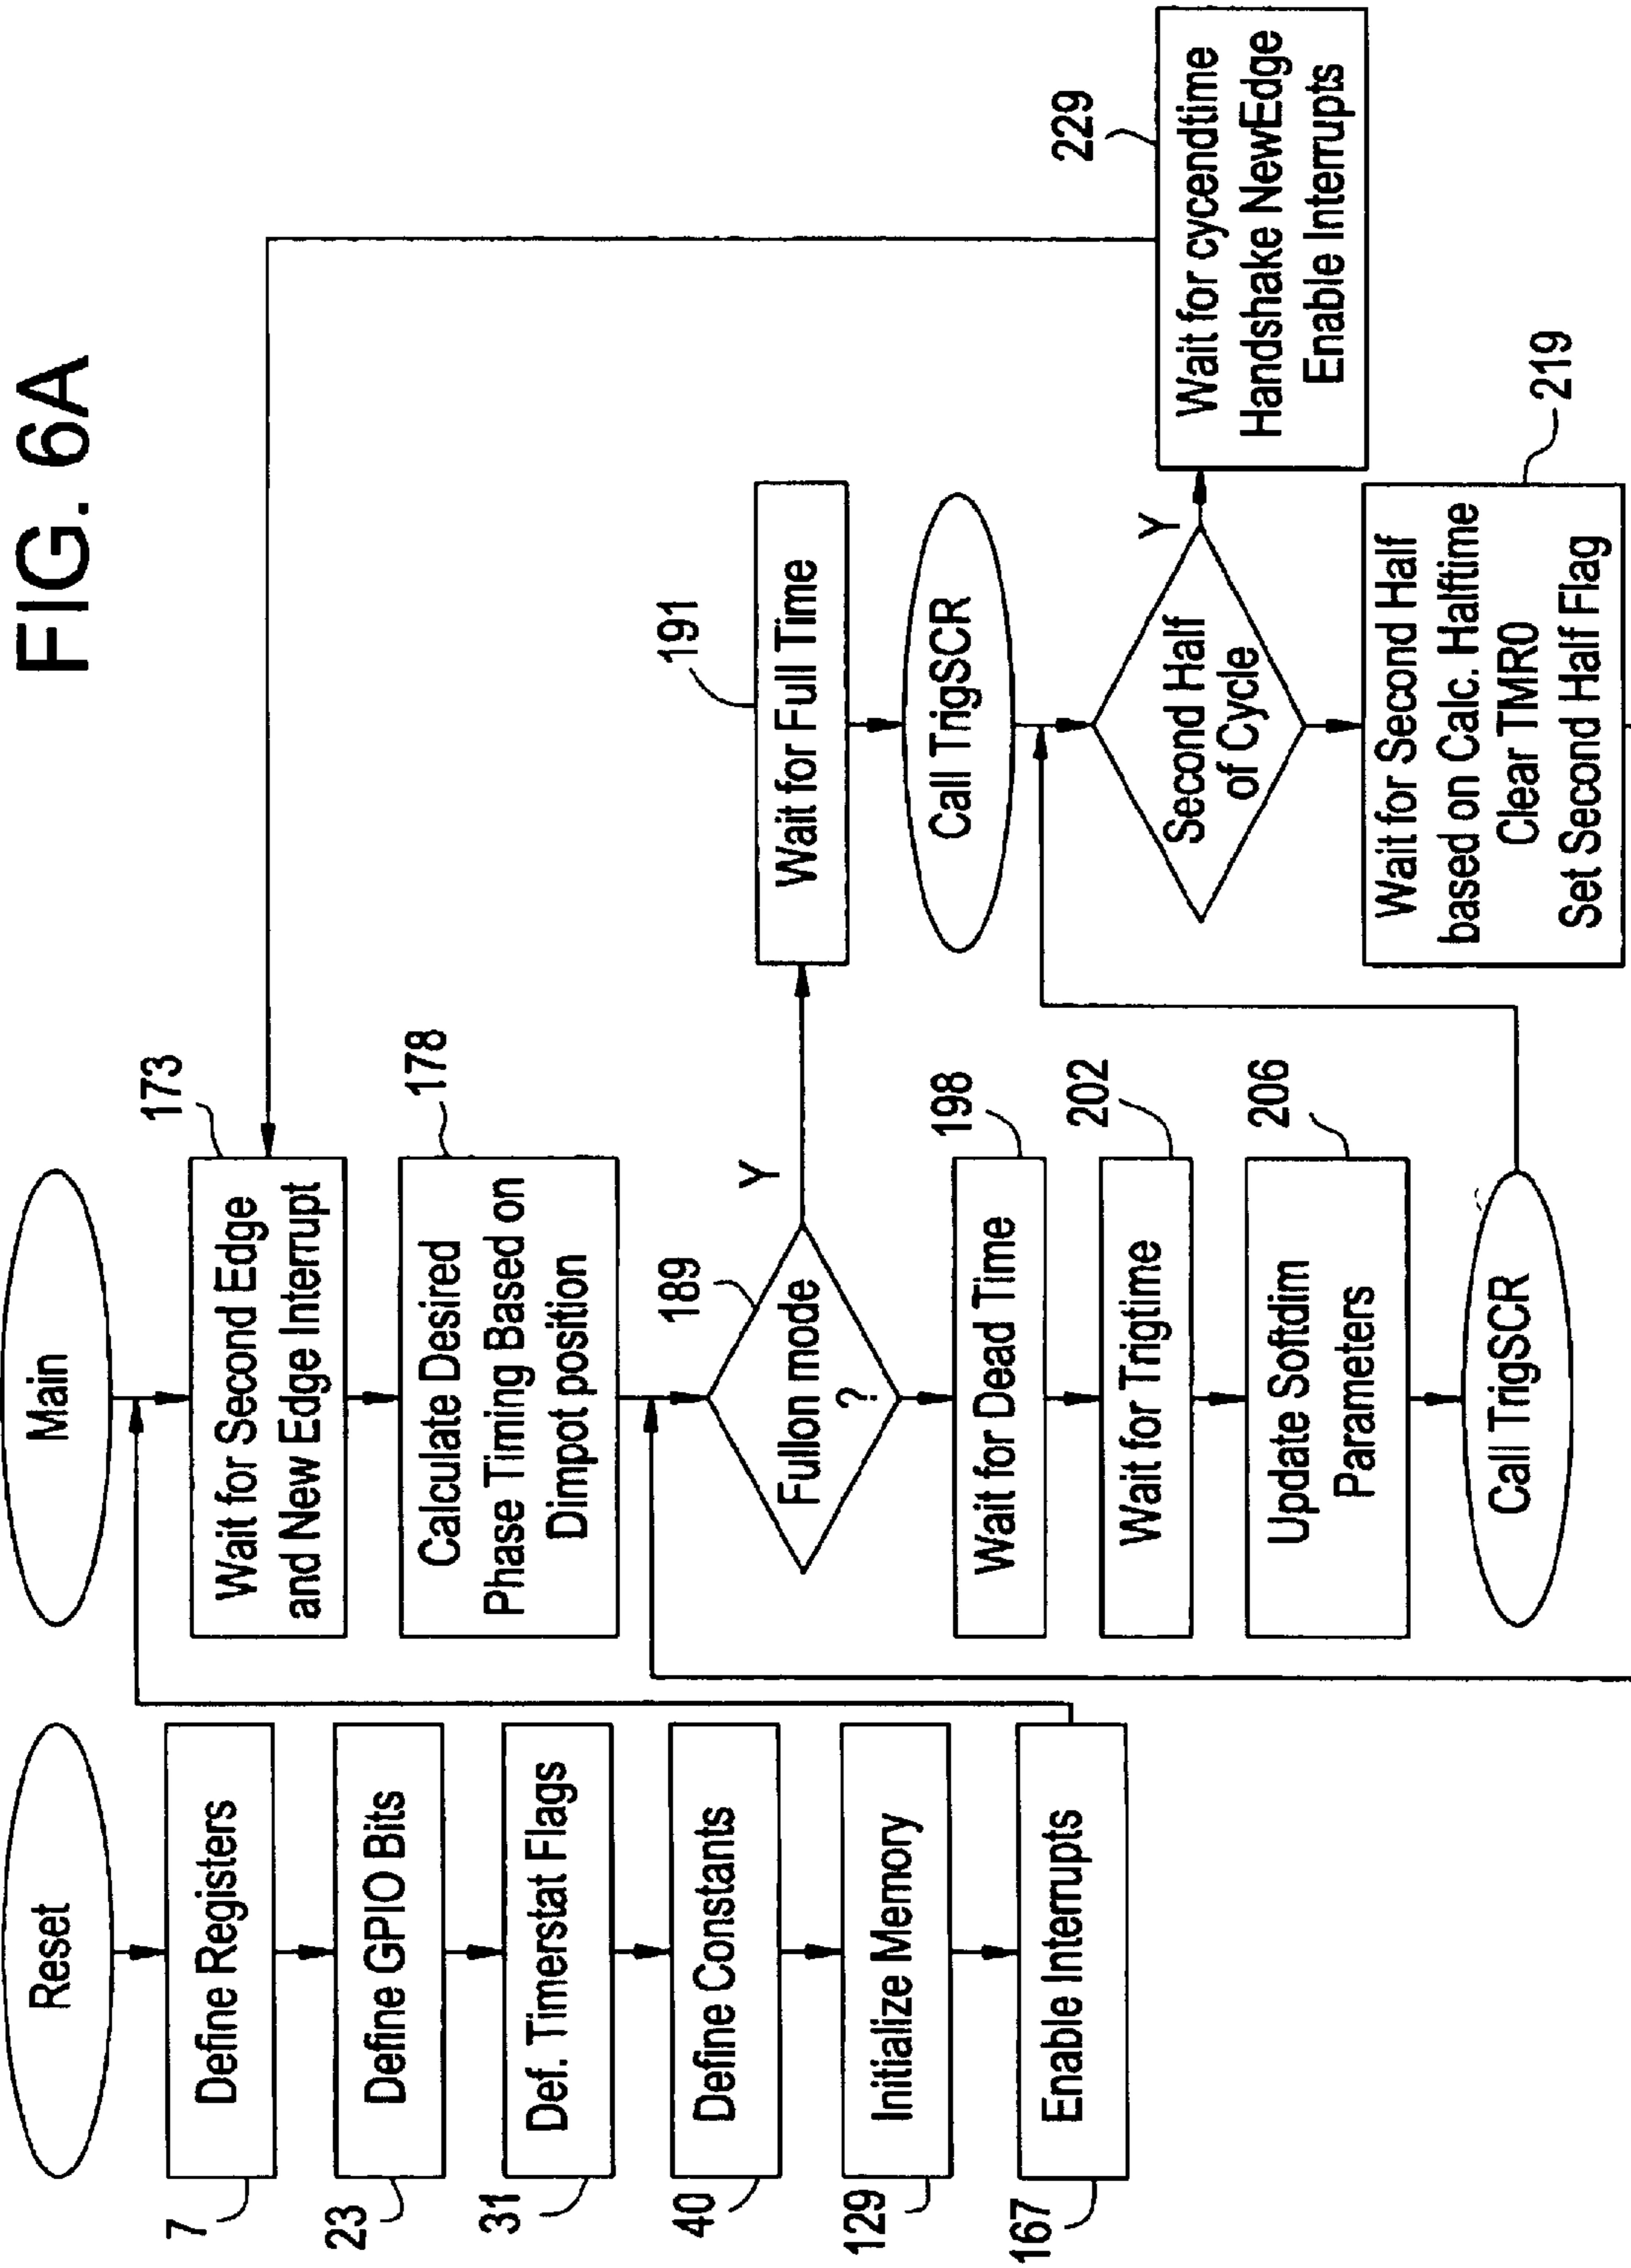 FIG. 6A
Reset
Define Registers
7
Define GPIO Bits
23
Def. Timerstat Flags
31
Define Constants
40
Initialize Memory
129
Enable Interrupts
167
Main
173
Wait for Second Edge
and New Edge Interrupt
178
Calculate Desired
Phase Timing Based on
Dimpot position
189
Fullon mode
?
Y
198
Wait for Dead Time
202
Wait for Trigtime
206
Update Softdim
Parameters
Call TrigSCR
191
Wait for Full Time
Call TrigSCR
Second Half
of Cycle
Y
229
Wait for cycendtime
Handshake NewEdge
Enable Interrupts
219
Wait for Second Half
based on Calc. Halftime
Clear TMR0
Set Second Half Flag